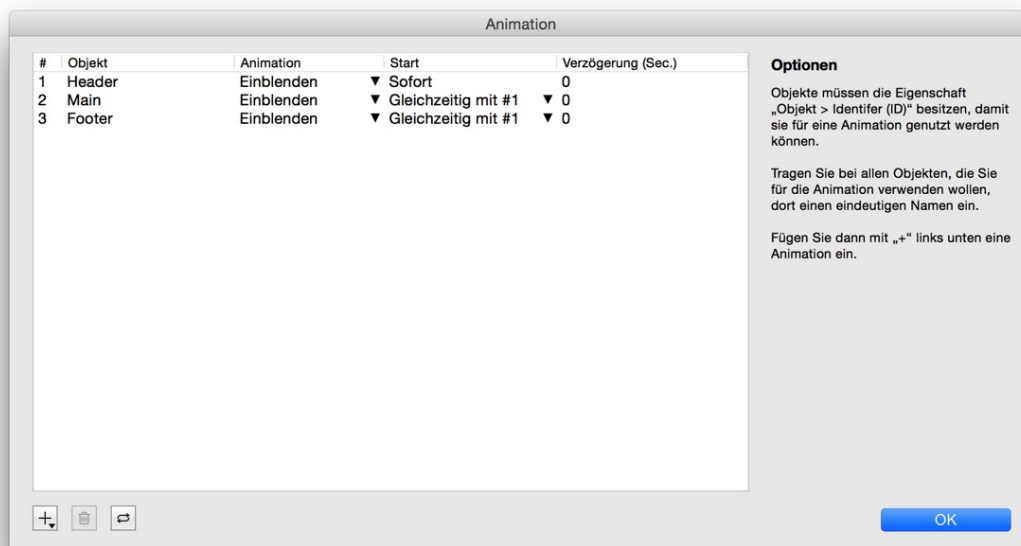 Animation
# Objekt Animation Start Verzögerung (Sec.)
1 Header Einblenden ▼ Sofort 0
2 Main Einblenden ▼ Gleichzeitig mit #1 ▼ 0
3 Footer Einblenden ▼ Gleichzeitig mit #1 ▼ 0
Optionen
Objekte müssen die Eigenschaft
„Objekt > Identifer (ID)“ besitzen, damit
sie für eine Animation genutzt werden
können.
Tragen Sie bei allen Objekten, die Sie
für die Animation verwenden wollen,
dort einen eindeutigen Namen ein.
Fügen Sie dann mit „+“ links unten eine
Animation ein.
OK